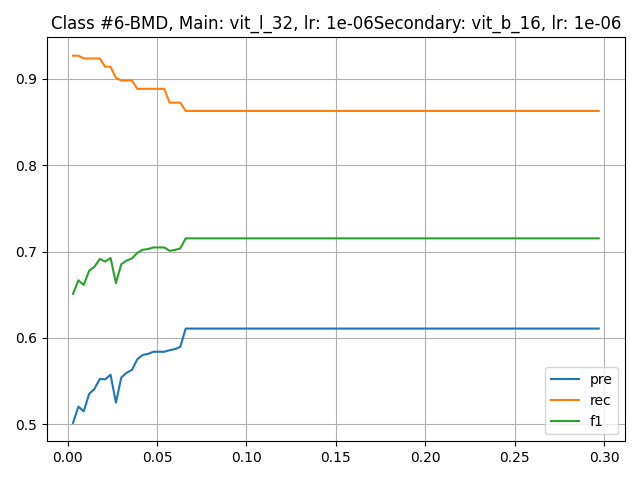 Class #6-BMD, Main: vit_l_32, lr: 1e-06Secondary: vit_b_16, lr: 1e-06
0.9
0.8
0.7
0.6
0.5
pre
rec
f1
0.00 0.05 0.10 0.15 0.20 0.25 0.30